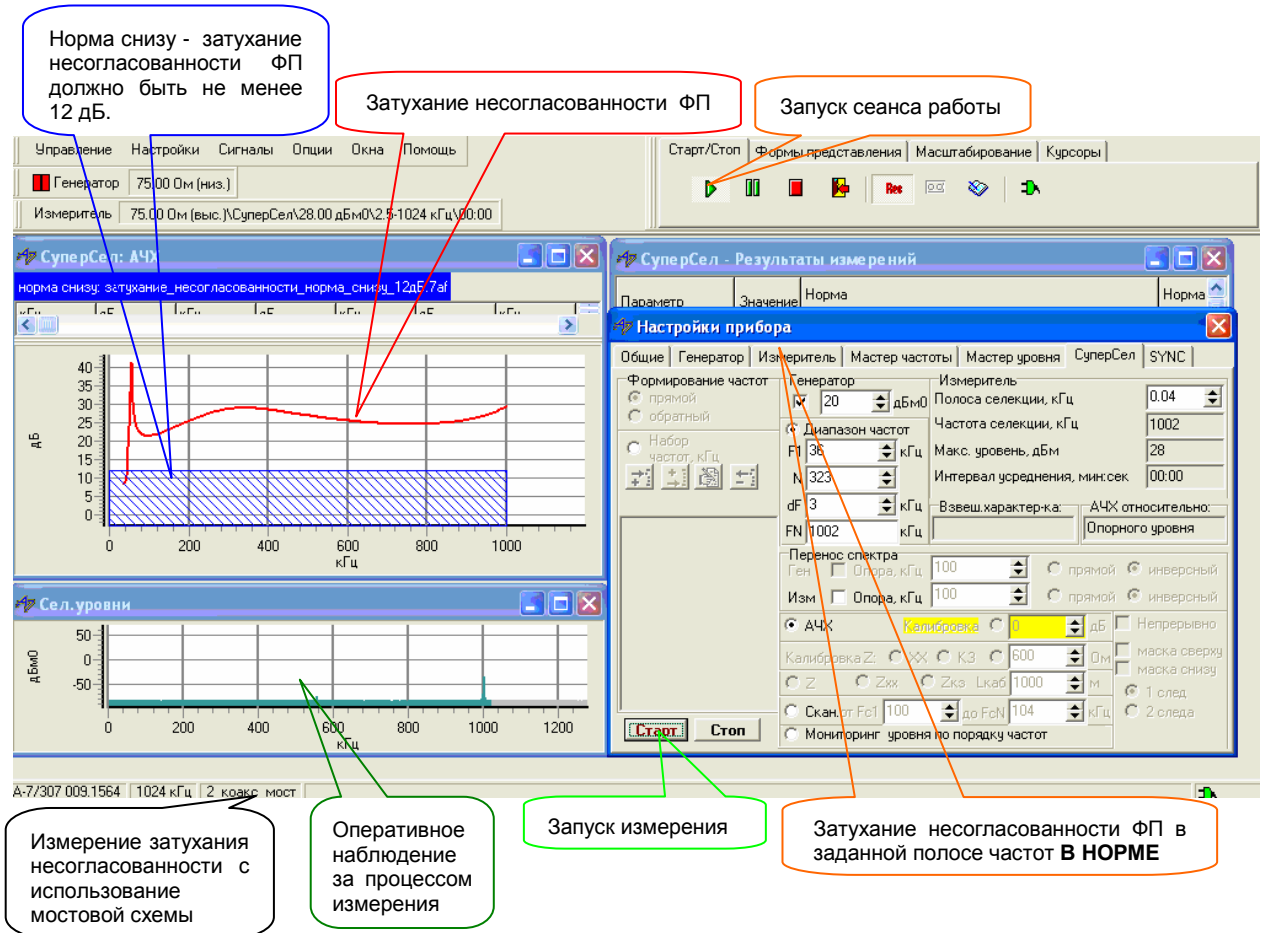 Норма снизу - затухание
несогласованности ФП
должно быть не менее
12 дБ.
Затухание несогласованности ФП
Запуск сеанса работы
Управление Настройки Сигналы Опции Окна Помощь
Генератор 75.00 Ом (низ.)
Измеритель 75.00 Ом (выс.)\СуперСел\28.00 дБм0\2.5-1024 кГц\00:00
Старт/Стоп Формы представления Масштабирование Курсоры
Rec
СуперСел: АЧХ
норма снизу: затухание_несогласованности_норма_снизу_12дБ.7af
кГц дБ кГц дБ кГц дБ кГц
40
35
30
25
20
15
10
5
0
дБ
0 200 400 600 800 1000
кГц
Сел.уровни
50
0
-50
дБм0
0 200 400 600 800 1000 1200
кГц
СуперСел - Результаты измерений
Параметр Значение Норма Норма
Настройки прибора
Общие Генератор Измеритель Мастер частоты Мастер уровня СуперСел SYNC
Формирование частот
прямой
обратный
Набор
частот, кГц
Генератор
20 дБм0
Диапазон частот
F1 36 кГц
N 323
dF 3 кГц
FN 1002 кГц
Измеритель
Полоса селекции, кГц 0.04
Частота селекции, кГц 1002
Макс. уровень, дБм 28
Интервал усреднения, мин:сек 00:00
Взвеш.характер-ка: АЧХ относительно:
Опорного уровня
Перенос спектра
Ген Опора, кГц 100 прямой инверсный
Изм Опора, кГц 100 прямой инверсный
АЧХ Калибровка 0 дБ Непрерывно
Калибровка Z: XX КЗ 600 Ом маска сверху
маска снизу
Z Zxx Zкз Lкаб 1000 м 1 след
Скан. от Fc1 100 до FcN 104 кГц 2 следа
Мониторинг уровня по порядку частот
Старт Стоп
А-7/307 009.1564 1024 кГц 2 коакс мост
Измерение затухания
несогласованности с
использование
мостовой схемы
Оперативное
наблюдение
за процессом
измерения
Запуск измерения
Затухание несогласованности ФП в
заданной полосе частот В НОРМЕ